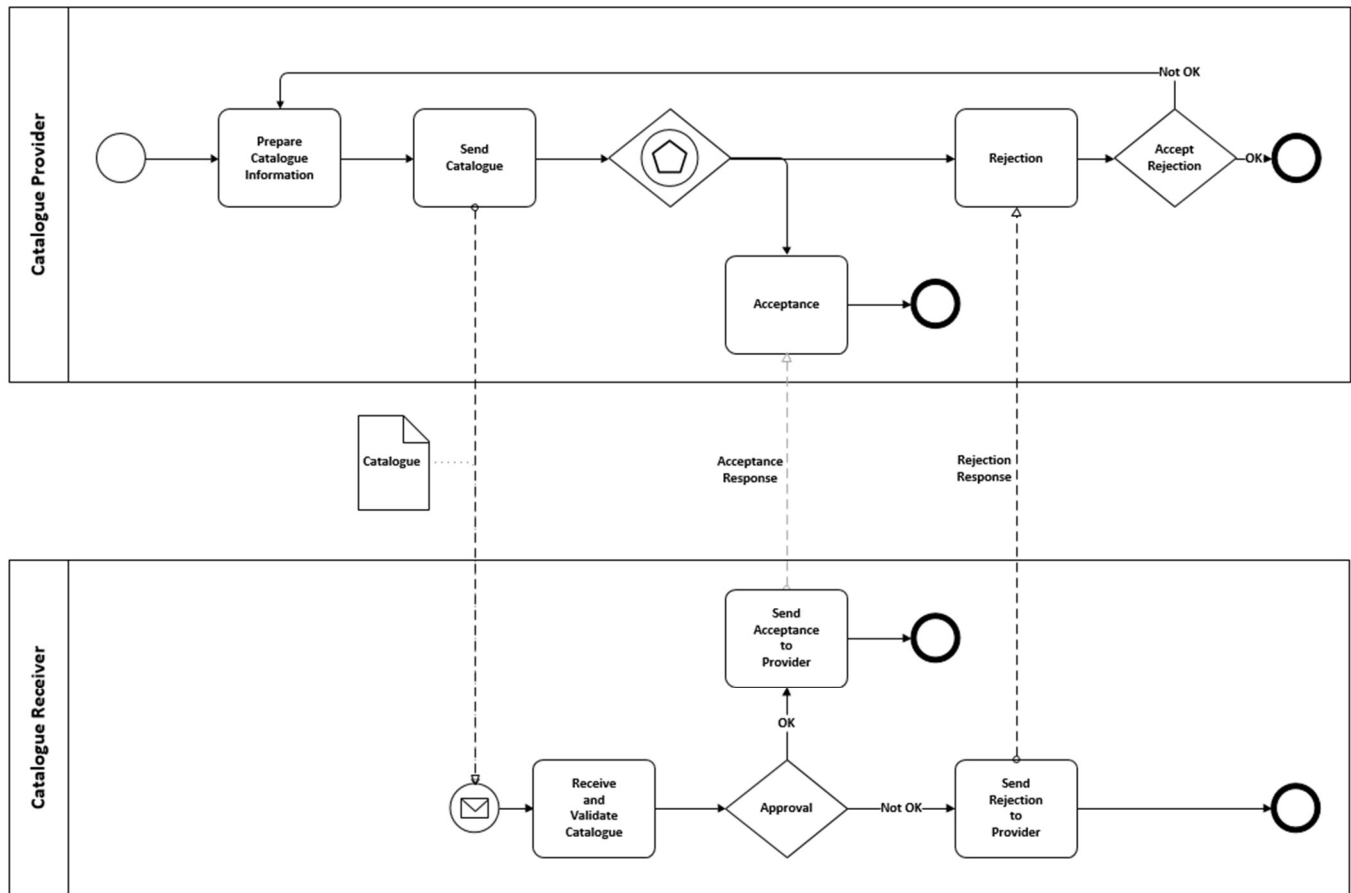 Catalogue Provider
Not OK
Prepare
Catalogue
Information
Send
Catalogue
Rejection
Accept
Rejection
OK
Acceptance
Catalogue
Acceptance
Response
Rejection
Response
Catalogue Receiver
Send
Acceptance
to
Provider
OK
Receive
and
Validate
Catalogue
Approval
Not OK
Send
Rejection
to
Provider